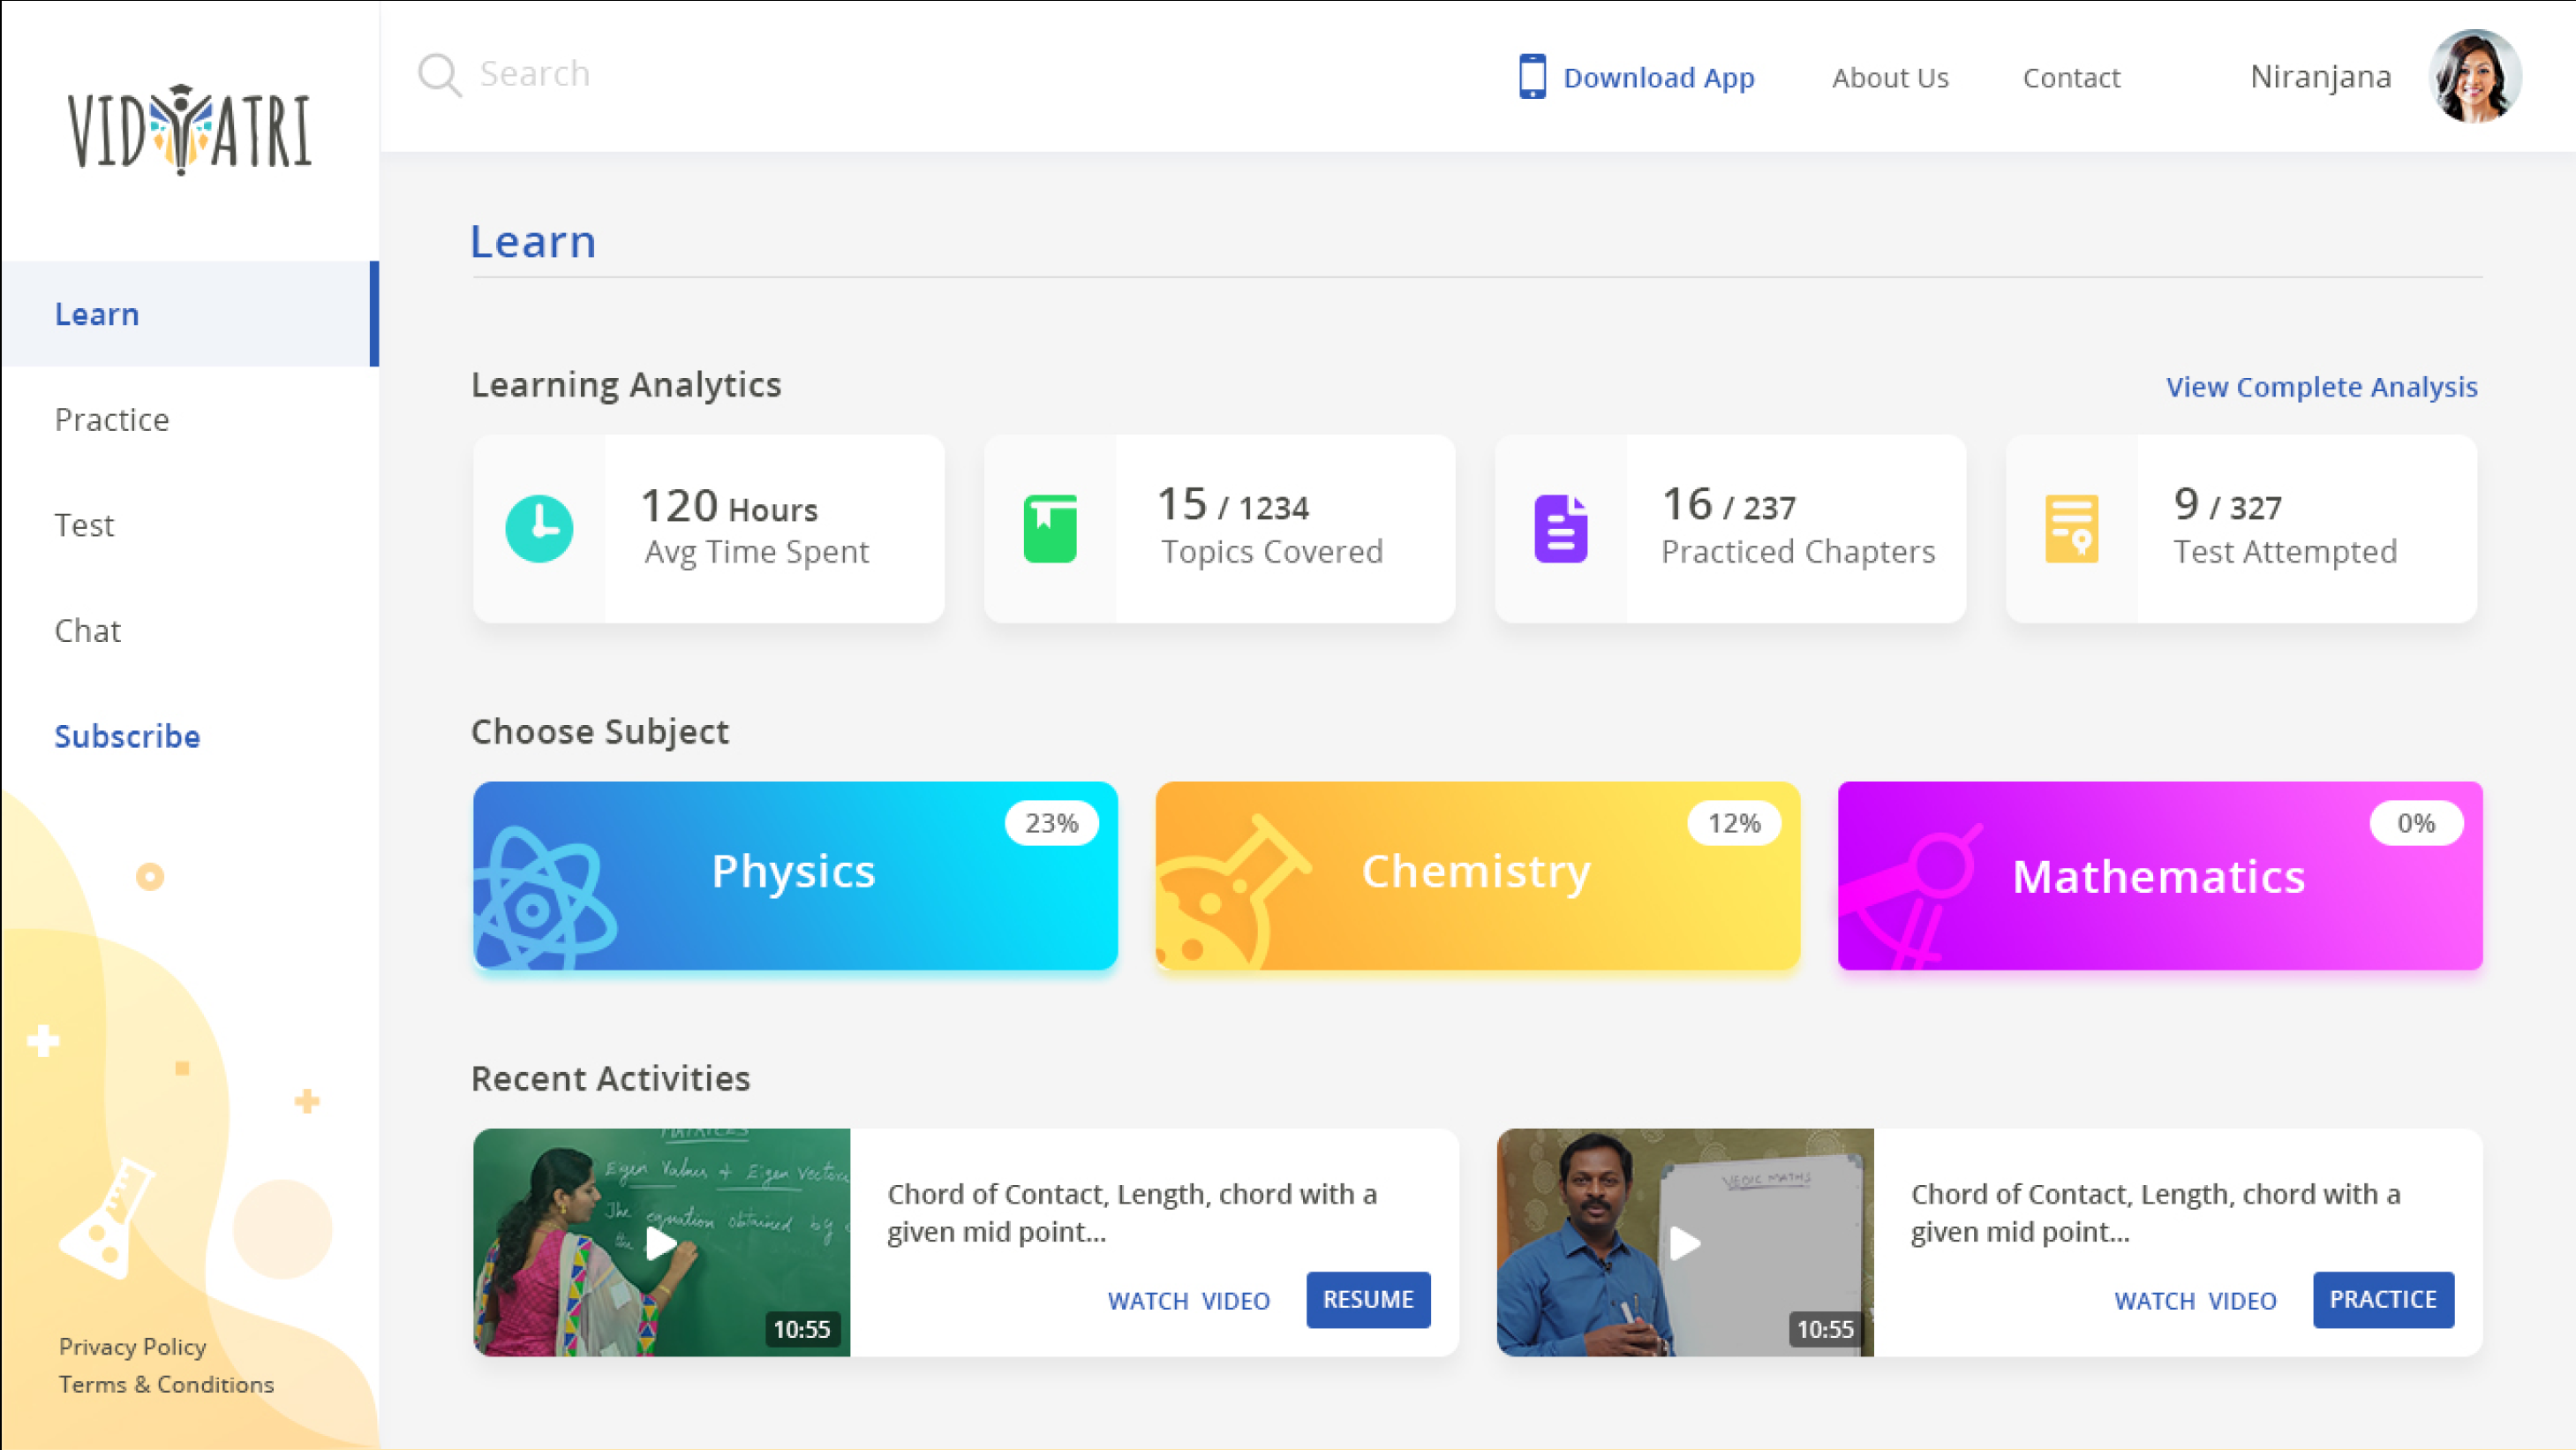 VIDYATRI
Search
Download App
About Us
Contact
Niranjana
Learn
Practice
Test
Chat
Subscribe
Privacy Policy
Terms & Conditions
Learn
Learning Analytics
View Complete Analysis
120 Hours
Avg Time Spent
15 / 1234
Topics Covered
16 / 237
Practiced Chapters
9 / 327
Test Attempted
Choose Subject
Physics
23%
Chemistry
12%
Mathematics
0%
Recent Activities
MATRICES
Eigen Values & Eigen Vectors
The equation obtained by
the
10:55
Chord of Contact, Length, chord with a
given mid point...
WATCH VIDEO
RESUME
VEDIC MATHS
10:55
Chord of Contact, Length, chord with a
given mid point...
WATCH VIDEO
PRACTICE